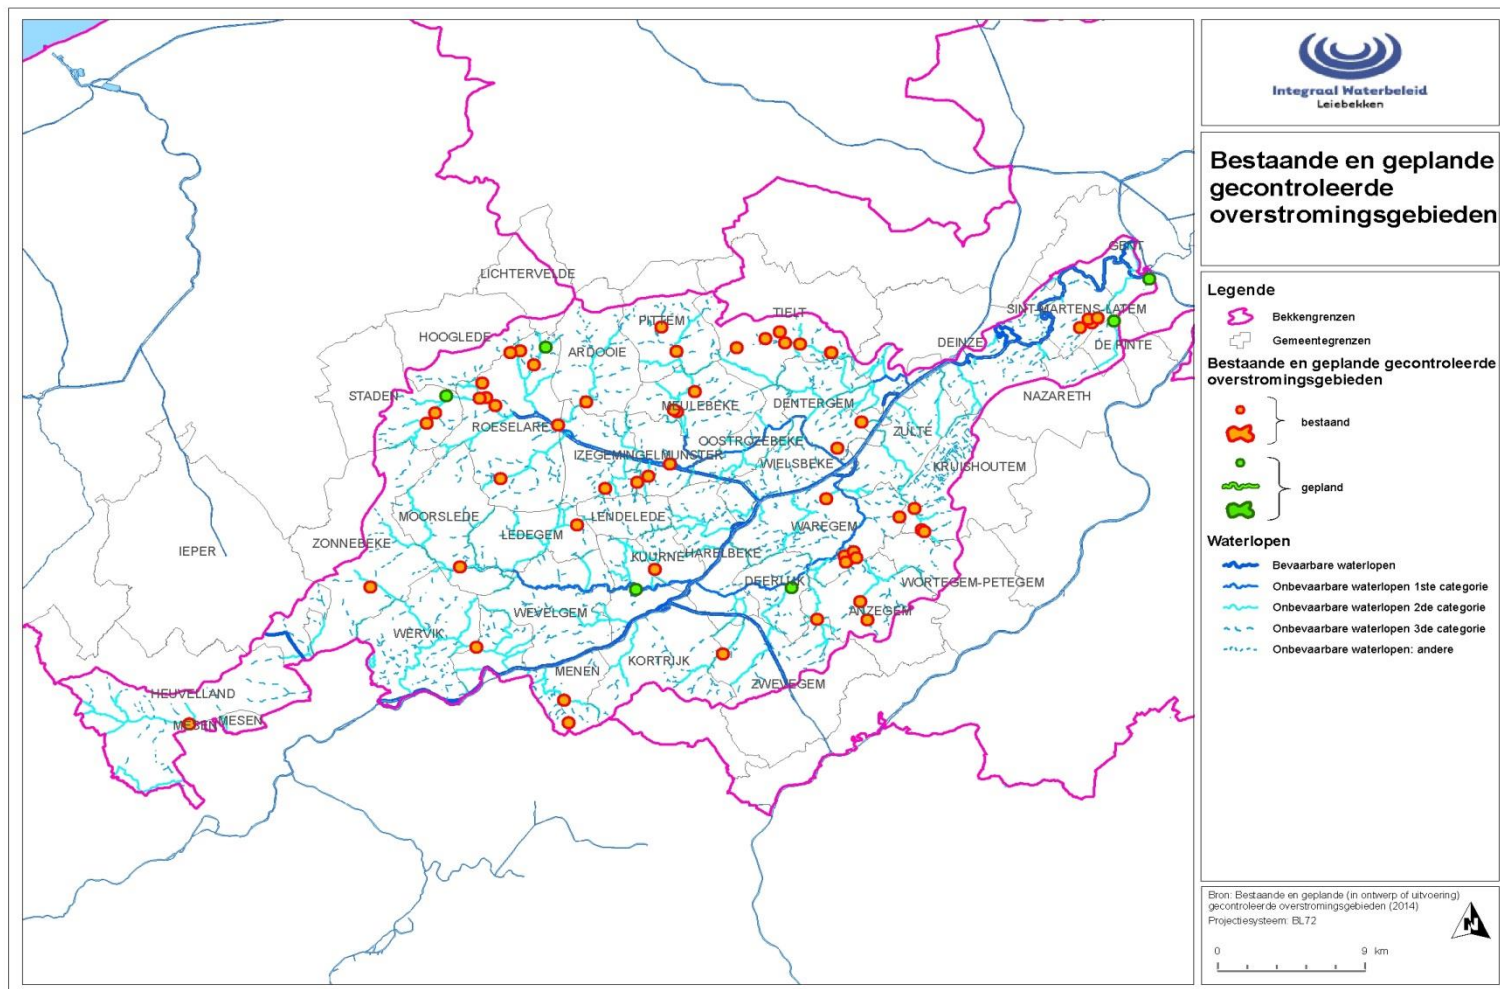 Integraal Waterbeleid
Leiebekken
Bestaande en geplande
gecontroleerde
overstromingsgebieden
Legende
Bekkengrenzen
Gemeentegrenzen
Bestaande en geplande gecontroleerde
overstromingsgebieden
bestaand
gepland
Waterlopen
Bevaarbare waterlopen
Onbevaarbare waterlopen 1ste categorie
Onbevaarbare waterlopen 2de categorie
Onbevaarbare waterlopen 3de categorie
Onbevaarbare waterlopen: andere
Bron: Bestaande en geplande (in ontwerp of uitvoering)
gecontroleerde overstromingsgebieden (2014)
Projectiesysteem: BL72
N
0 9 km
GENT
LICHTERVELDE
SINT-MARTENS-LATEM
TIELT
PITTEM
HOOGLEDE
DEINZE
DE PINTE
ARDOOIE
STADEN
NAZARETH
DENTERGEM
MEULEBEKE
ROESELARE
ZULTE
OOSTROZEBEKE
IZEGEM
INGELMUNSTER
WIELSBEKE
KRUISHOUTEM
MOORSLEDE
LENDELEDE
WAREGEM
LEDEGEM
ZONNEBEKE
IEPER
KUURNE
HARELBEKE
DEERLIJK
WORTEGEM-PETEGEM
WEVELGEM
ANZEGEM
WERVIK
KORTRIJK
MENEN
ZWEVEGEM
HEUVELLAND
MESEN
MESEN